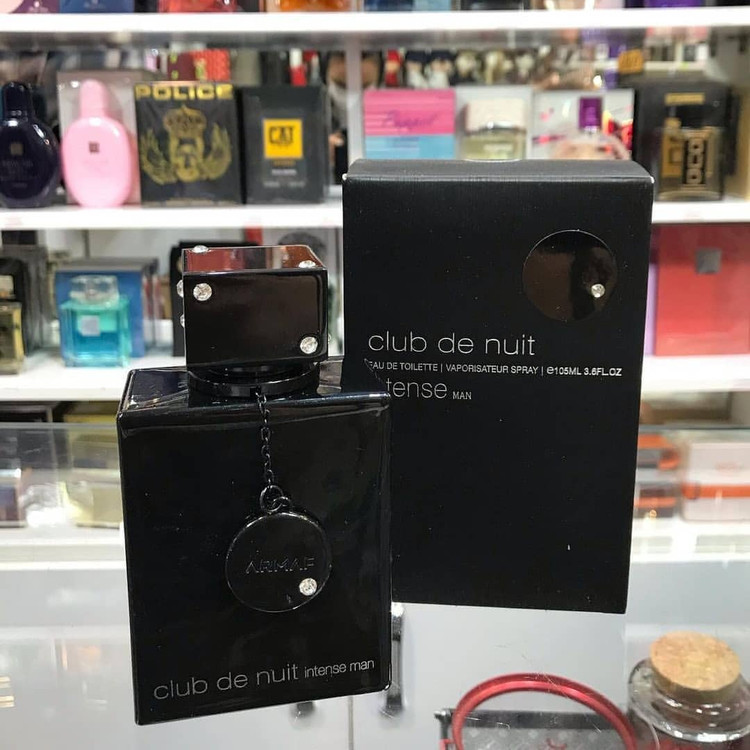 POLICE
CAT
club de nuit
EAU DE TOILETTE | VAPORISATEUR SPRAY | ℮105ML 3.6FL.OZ
intense MAN
ARMAF
club de nuit intense man